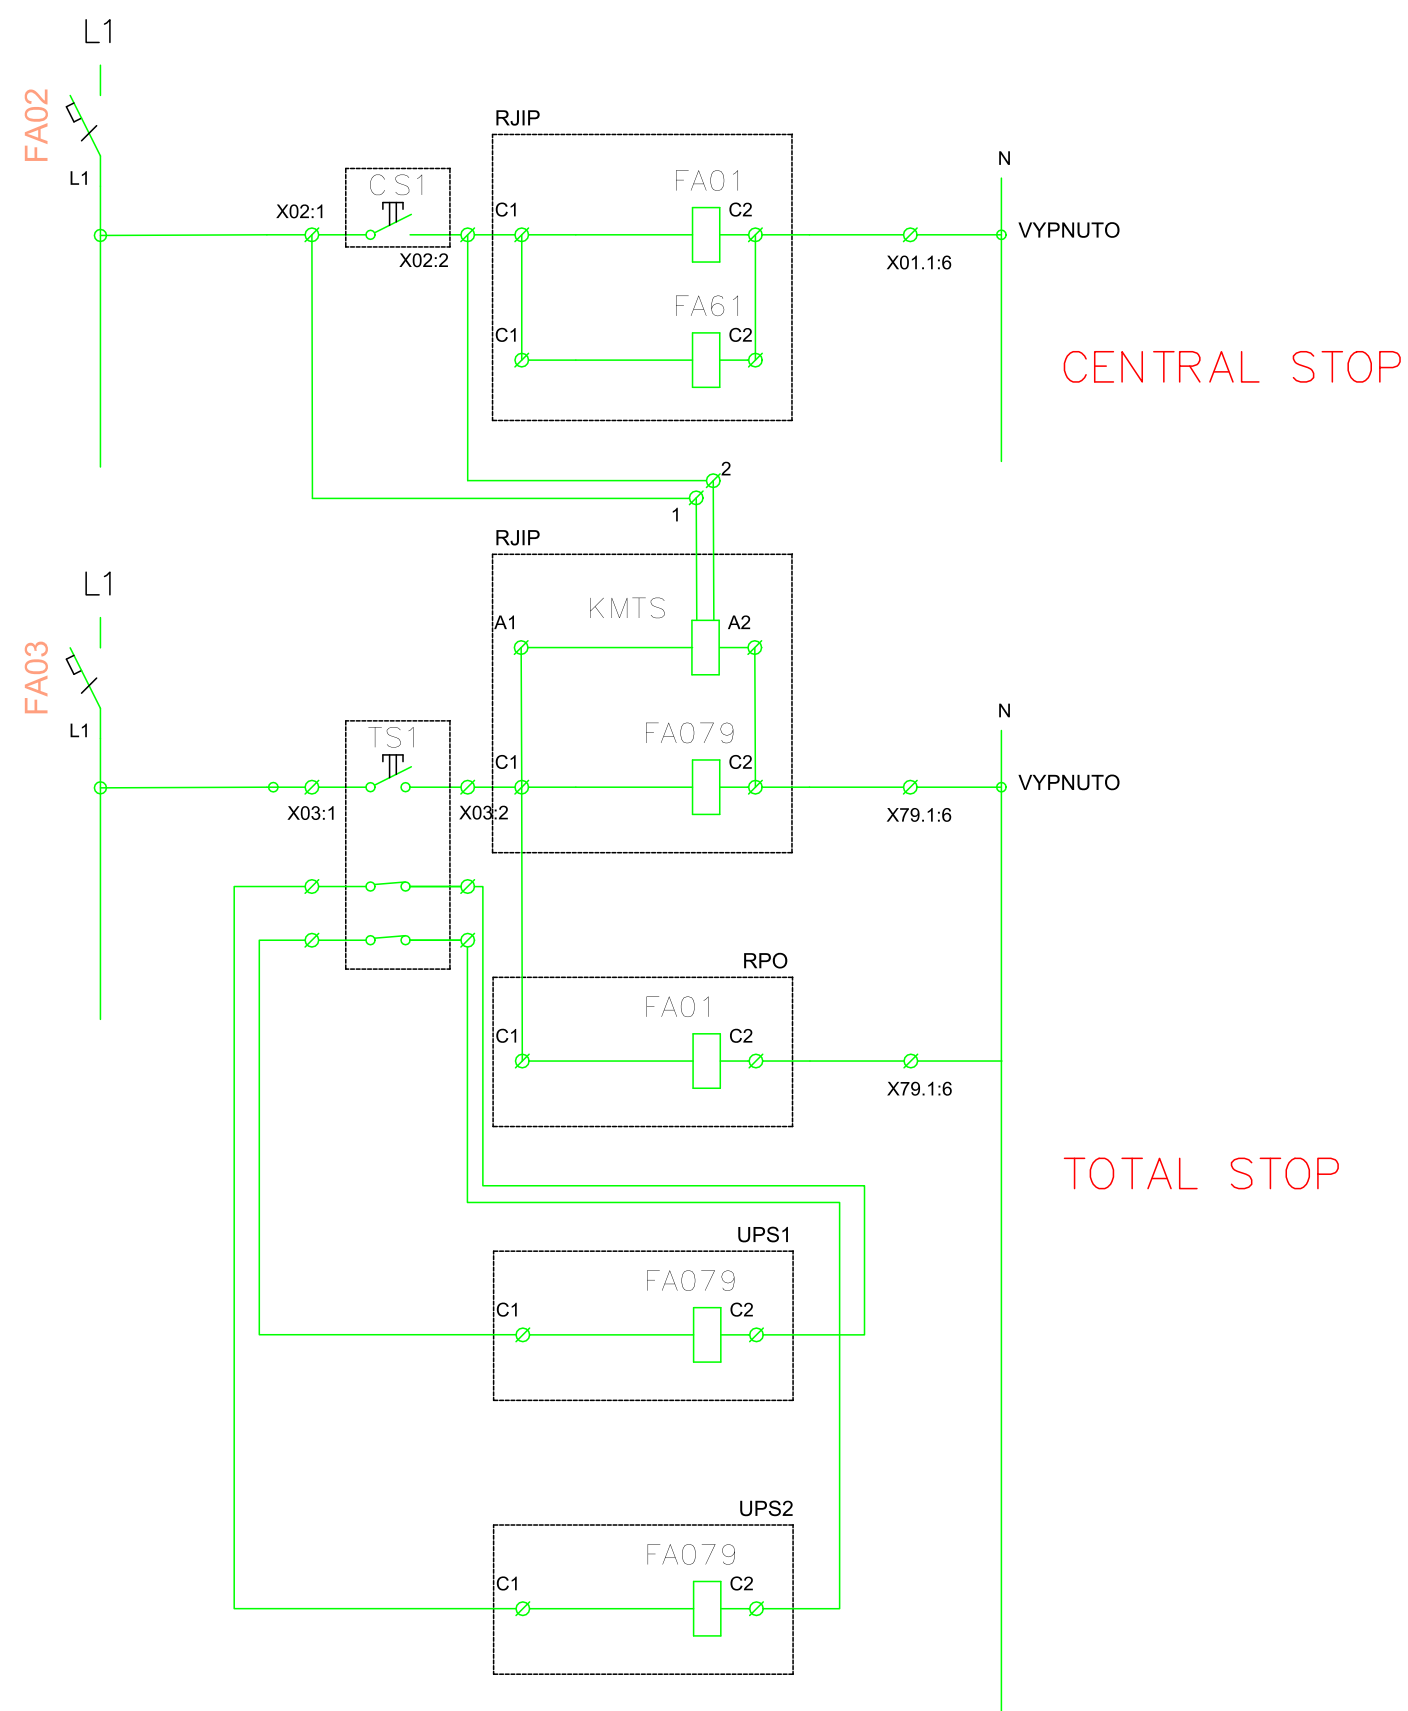 L1
FA02
L1
X02:1
CS1
X02:2
RJIP
FA01
C1
C2
FA61
C1
C2
X01.1:6
N
VYPNUTO
CENTRAL STOP
2
1
L1
FA03
L1
X03:1
TS1
X03:2
RJIP
KMTS
A1
A2
FA079
C1
C2
X79.1:6
N
VYPNUTO
RPO
FA01
C1
C2
X79.1:6
TOTAL STOP
UPS1
FA079
C1
C2
UPS2
FA079
C1
C2